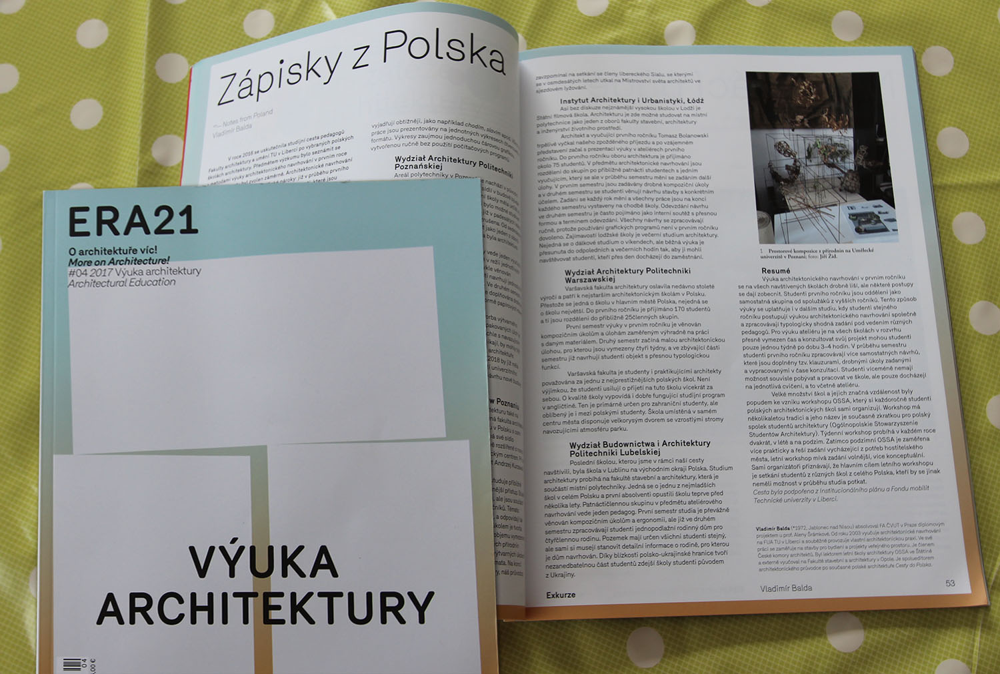 Zápisky z Polska
Notes from Poland
Vladimír Balda
V roce 2016 se uskutečnila studijní cesta pedagogů
Fakulty architektury a umění TU v Liberci po vybraných polských
školách architektury. Předmětem výzkumu bylo seznámit se
metodami výuky architektonického navrhování v prvním roce
byl zvolen záměrně. Architektonické navrhování
nároky: již v průběhu prvního
které jsou
vyjadřují obtížněji, jako například chodím, slovím apod.
práce jsou prezentovány na jednotných výkresech čtvercového
formátu. Výkresy zaujmou jednoduchou čárovou grafikou,
vytvořenou ručně bez použití počítačových programů.
Wydział Architektury Politechniki
Poznańskiej
Areál polytechniky v Poznani se nachází v
ERA21
O architektuře víc!
More on Architecture!
#04 2017 Výuka architektury
Architectural Education
VÝUKA
ARCHITEKTURY
04
,00 €
w Poznaniu
zavzpomínal na setkání se členy libereckého Sialu, se kterými
se v osmdesátých letech utkal na Mistrovství světa architektů ve
sjezdovém lyžování.
Instytut Architektury i Urbanistyki, Łódź
Asi bez diskuze nejznámější vysokou školou v Lodži je
Státní filmová škola. Architekturu je zde možné studovat na místní
polytechnice jako jeden z oborů fakulty stavební, architektury
a inženýrství životního prostředí.
Architekt a vyučující prvního ročníku Tomasz Bolanowski
trpělivě vyčkal našeho zpožděného příjezdu a po vzájemném
představení začal s prezentací výuky v ateliérech prvního
ročníku. Do prvního ročníku oboru architektura je přijímáno
okolo 75 studentů. V předmětu architektonické navrhování jsou
rozděleni do skupin po přibližně patnácti studentech s jedním
vyučujícím, který se ale v průběhu semestru mění se zadáním další
úlohy. V prvním semestru jsou zadávány drobné kompoziční úkoly
a v druhém semestru se studenti věnují návrhu stavby s konkrétním
účelem. Zadání se každý rok mění a všechny práce jsou na konci
každého semestru vystaveny na chodbě školy. Odevzdání návrhu
ve druhém semestru je často pojímáno jako interní soutěž s přesnou
formou a termínem odevzdání. Všechny návrhy se zpracovávají
ručně, protože používání grafických programů není v prvním ročníku
dovoleno. Zajímavostí lodžské školy je večerní studium architektury.
Nejedná se o dálkové studium o víkendech, ale běžná výuka je
přesunuta do odpoledních a večerních hodin tak, aby ji mohli
navštěvovat studenti, kteří přes den docházejí do zaměstnání.
Wydział Architektury Politechniki
Warszawskiej
Varšavská fakulta architektury oslavila nedávno stoleté
výročí a patří k nejstarším architektonickým školám v Polsku.
Přestože se jedná o školu v hlavním městě Polska, nejedná se
o školu největší. Do prvního ročníku je přijímáno 170 studentů
a ti jsou rozděleni do přibližně 25členných skupin.
První semestr výuky v prvním ročníku je věnován
kompozičním úkolům a úlohám zaměřeným výhradně na práci
s daným materiálem. Druhý semestr začíná malou architektonickou
úlohou, pro kterou jsou vymezeny čtyři týdny, a ve zbývající části
semestru již navrhují studenti objekt s přesnou typologickou
funkcí.
Varšavská fakulta je studenty i praktikujícími architekty
považována za jednu z nejprestižnějších polských škol. Není
výjimkou, že studenti usilují o přijetí na tuto školu vícekrát za
sebou. O kvalitě školy vypovídá i dobře fungující studijní program
v angličtině. Ten je primárně určen pro zahraniční studenty, ale
oblíbený je i mezi polskými studenty. Škola umístěná v samém
centru města disponuje velkorysým dvorem se vzrostlými stromy
navozujícími atmosféru parku.
Wydział Budownictwa i Architektury
Politechniki Lubelskiej
Poslední školou, kterou jsme v rámci naší cesty
navštívili, byla škola v Lublinu na východním okraji Polska. Studium
architektury probíhá na fakultě stavební a architektury, která je
součástí místní polytechniky. Jedná se o jednu z nejmladších
škol v celém Polsku a první absolventi opustili školu teprve před
několika lety. Patnáctičlennou skupinu v předmětu ateliérového
navrhování vede jeden pedagog. První semestr studia je převážně
věnován kompozičním úkolům a ergonomii, ale již ve druhém
semestru zpracovávají studenti jednopodlažní rodinný dům pro
čtyřčlennou rodinu. Pozemek mají určen všichni studenti stejný,
ale sami si musejí stanovit detailní informace o rodině, pro kterou
je dům navrhován. Díky blízkosti polsko-ukrajinské hranice tvoří
nezanedbatelnou část studentů zdejší školy studenti původem
z Ukrajiny.
Exkurze
1 Prostorové kompozice z přírodnin na Umělecké
univerzitě v Poznani; foto: Jiří Žid.
Resumé
Výuka architektonického navrhování v prvním ročníku
se na všech navštívených školách drobně liší, ale některé postupy
se dají zobecnit. Studenti prvního ročníku jsou odděleni jako
samostatná skupina od spolužáků z vyšších ročníků. Tento způsob
výuky se uplatňuje i v dalším studiu, kdy studenti stejného
ročníku postupují výukou architektonického navrhování společně
a zpracovávají typologicky shodná zadání pod vedením různých
pedagogů. Pro výuku ateliéru je na všech školách v rozvrhu
přesně vymezen čas a konzultovat svůj projekt mohou studenti
pouze jednou týdně po dobu 3–4 hodin. V průběhu semestru
studenti prvního ročníku zpracovávají více samostatných návrhů,
které jsou doplněny tzv. klauzurami, drobnými úkoly zadanými
a vypracovanými v čase konzultací. Studenti víceméně nemají
možnost souvisle pobývat a pracovat ve škole, ale pouze docházejí
na jednotlivá cvičení, a to včetně ateliéru.
Velké množství škol a jejich značná vzdálenost byly
popudem ke vzniku workshopu OSSA, který si každoročně studenti
polských architektonických škol sami organizují. Workshop má
několikaletou tradici a jeho název je současně zkratkou pro polský
spolek studentů architektury (Ogólnopolskie Stowarzyszenie
Studentów Architektury). Týdenní workshop probíhá v každém roce
dvakrát, v létě a na podzim. Zatímco podzimní OSSA je zaměřena
více prakticky a řeší zadání vycházející z potřeb hostitelského
města, letní workshop mívá zadání volnější, více konceptuální.
Sami organizátoři přiznávají, že hlavním cílem letního workshopu
je setkání studentů z různých škol z celého Polska, kteří by se jinak
neměli možnost v průběhu studia potkat.
Cesta byla podpořena z Institucionálního plánu a Fondu mobilit
Technické univerzity v Liberci.
Vladimír Balda (*1972, Jablonec nad Nisou) absolvoval FA ČVUT v Praze diplomovým
projektem u prof. Aleny Šrámkové. Od roku 2003 vyučuje architektonické navrhování
na FUA TU v Liberci a souběžně provozuje vlastní architektonickou praxi. Ve své
práci se zaměřuje na stavby pro bydlení a projekty veřejného prostoru. Je členem
České komory architektů. Byl lektorem letní školy architektury OSSA ve Štětíně
a externě vyučoval na Fakultě stavební a architektury v Opole. Je spolueditorem
architektonického průvodce po současné polské architektuře Cesty do Polska.
Vladimír Balda
53